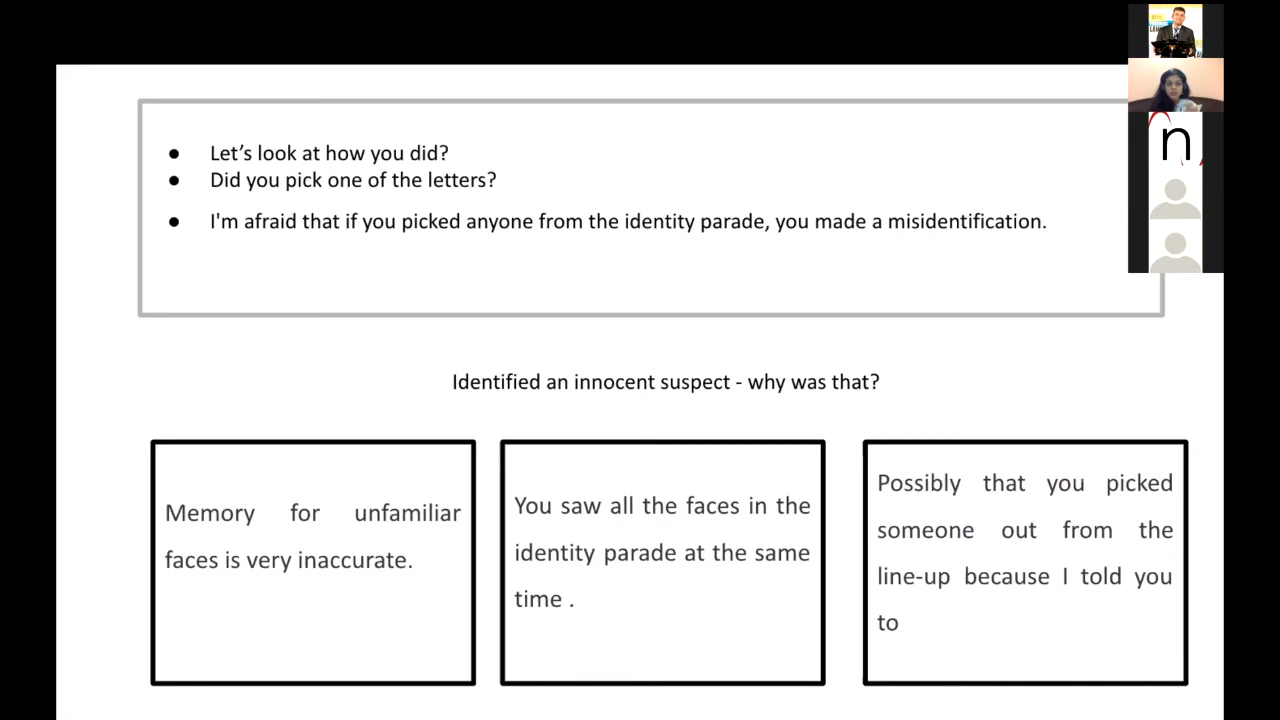 Let's look at how you did?
Did you pick one of the letters?
I'm afraid that if you picked anyone from the identity parade, you made a misidentification.
Identified an innocent suspect - why was that?
Memory for unfamiliar
faces is very inaccurate.
You saw all the faces in the
identity parade at the same
time .
Possibly that you picked
someone out from the
line-up because I told you
to
n